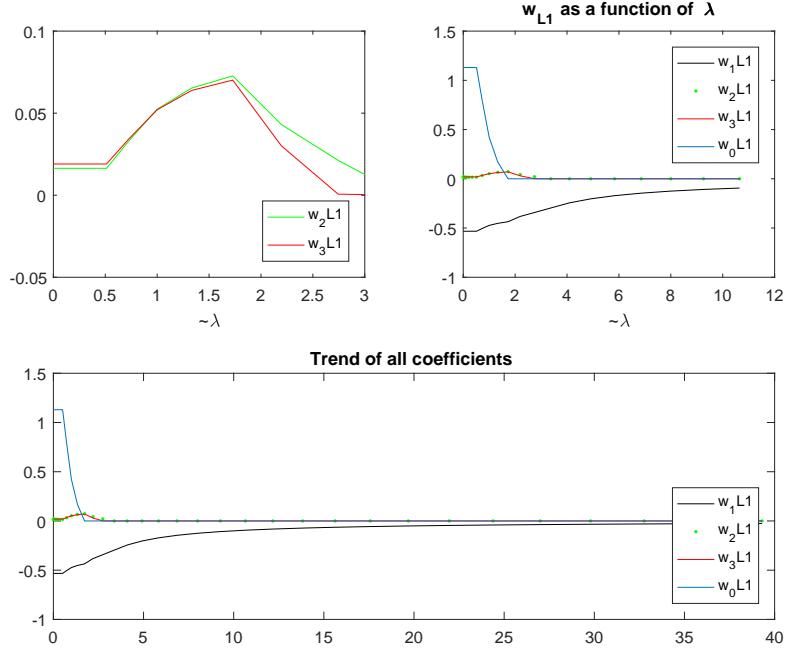 0.1
0.05
0
-0.05
0
0.5
1
1.5
2
2.5
3
~λ
w2L1
w3L1
wL1 as a function of λ
1.5
1
0.5
0
-0.5
-1
0
2
4
6
8
10
12
~λ
w1L1
w2L1
w3L1
w0L1
Trend of all coefficients
1.5
1
0.5
0
-0.5
-1
0
5
10
15
20
25
30
35
40
w1L1
w2L1
w3L1
w0L1